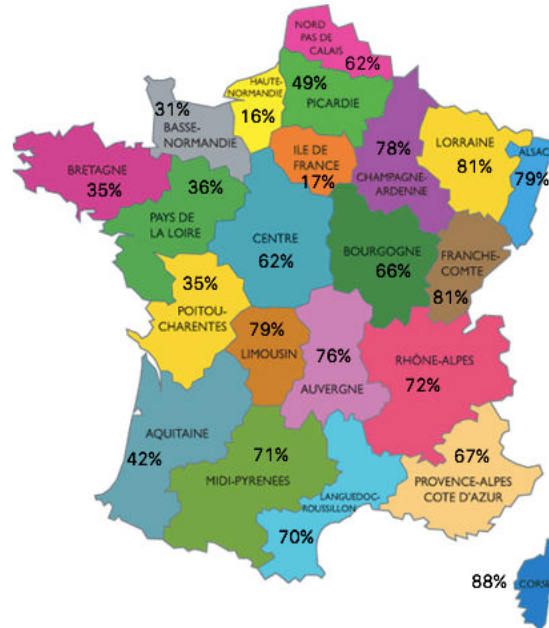 NORD
PAS DE
CALAIS
62%
HAUTE-
NORMANDIE
16%
49%
PICARDIE
31%
BASSE-
NORMANDIE
ILE DE
FRANCE
17%
78%
CHAMPAGNE-
ARDENNE
LORRAINE
81%
ALSAC
79%
BRETAGNE
35%
36%
PAYS DE
LA LOIRE
CENTRE
62%
BOURGOGNE
66%
FRANCHE-
COMTE
81%
35%
POITOU-
CHARENTES
79%
LIMOUSIN
76%
AUVERGNE
RHÔNE-ALPES
72%
AQUITAINE
42%
71%
MIDI-PYRENEES
LANGUEDOC-
ROUSSILLON
70%
67%
PROVENCE-ALPES
COTE D'AZUR
88%
CORSE